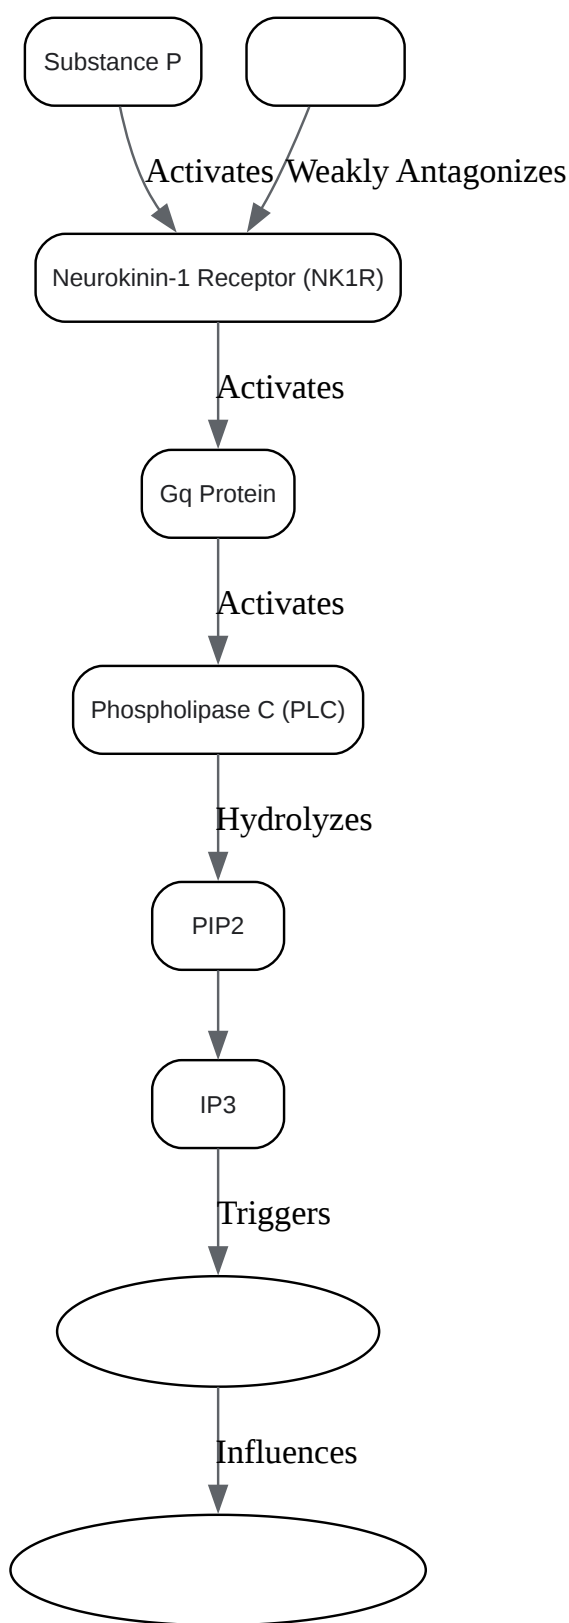 Substance P
Activates
Weakly Antagonizes
Neurokinin-1 Receptor (NK1R)
Activates
Gq Protein
Activates
Phospholipase C (PLC)
Hydrolyzes
PIP2
IP3
Triggers
Influences